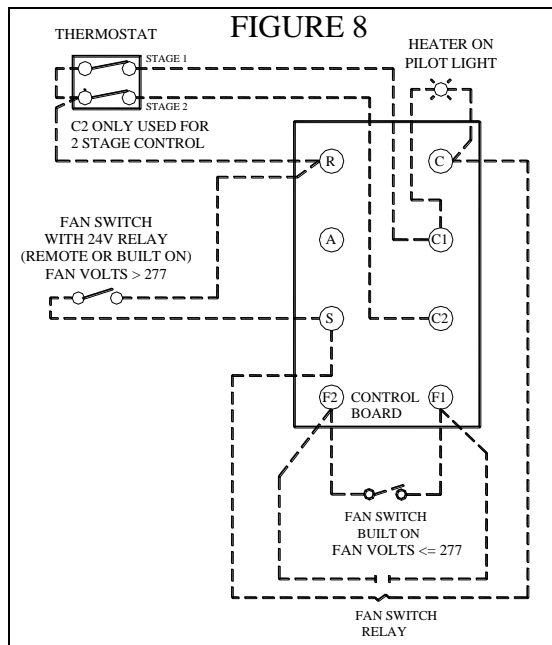 FIGURE 8
THERMOSTAT
STAGE 1
STAGE 2
C2 ONLY USED FOR
2 STAGE CONTROL
HEATER ON
PILOT LIGHT
R
C
FAN SWITCH
WITH 24V RELAY
(REMOTE OR BUILT ON)
FAN VOLTS > 277
A
C1
S
C2
F2
CONTROL
BOARD
F1
FAN SWITCH
BUILT ON
FAN VOLTS <= 277
FAN SWITCH
RELAY